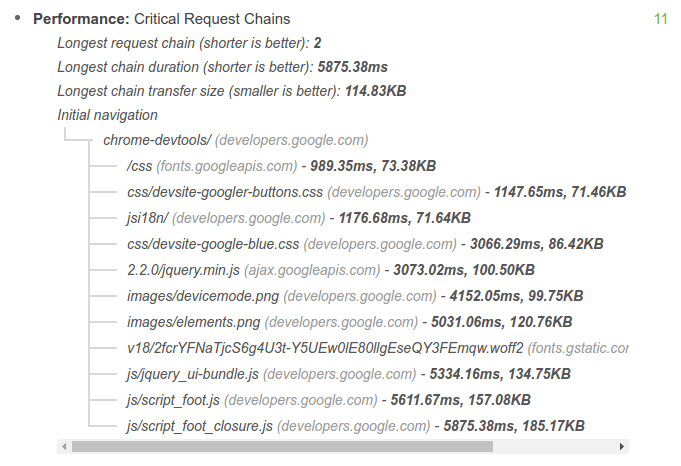 Performance: Critical Request Chains 11
Longest request chain (shorter is better): 2
Longest chain duration (shorter is better): 5875.38ms
Longest chain transfer size (smaller is better): 114.83KB
Initial navigation
chrome-devtools/ (developers.google.com)
/css (fonts.googleapis.com) - 989.35ms, 73.38KB
css/devsite-googler-buttons.css (developers.google.com) - 1147.65ms, 71.46KB
jsi18n/ (developers.google.com) - 1176.68ms, 71.64KB
css/devsite-google-blue.css (developers.google.com) - 3066.29ms, 86.42KB
2.2.0/jquery.min.js (ajax.googleapis.com) - 3073.02ms, 100.50KB
images/devicemode.png (developers.google.com) - 4152.05ms, 99.75KB
images/elements.png (developers.google.com) - 5031.06ms, 120.76KB
v18/2fcrYFNaTjcS6g4U3t-Y5UEw0lE80llgEseQY3FEmqw.woff2 (fonts.gstatic.cor
js/jquery_ui-bundle.js (developers.google.com) - 5334.16ms, 134.75KB
js/script_foot.js (developers.google.com) - 5611.67ms, 157.08KB
js/script_foot_closure.js (developers.google.com) - 5875.38ms, 185.17KB